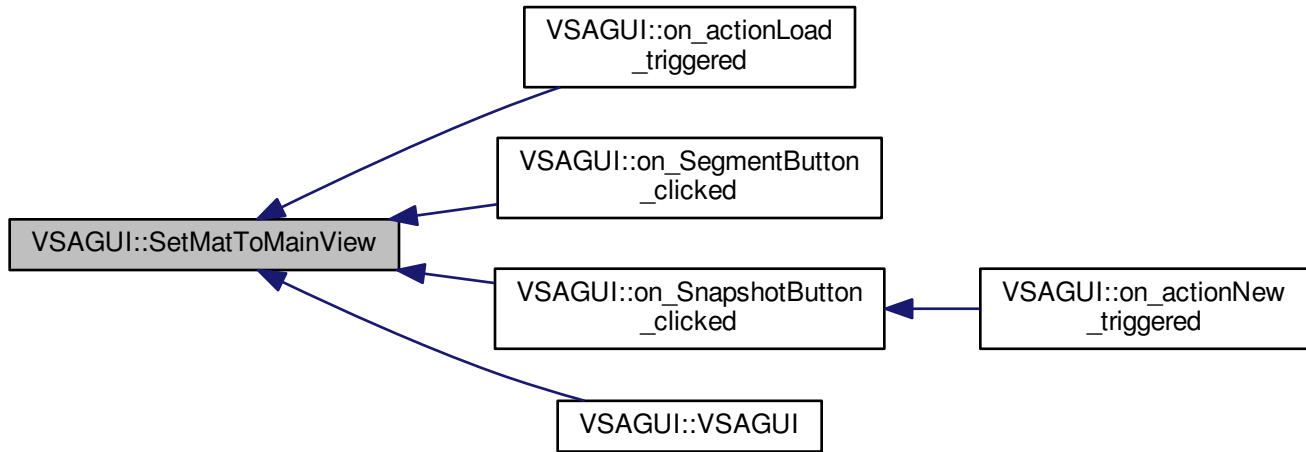 VSAGUI::on_actionLoad
_triggered
VSAGUI::on_SegmentButton
_clicked
VSAGUI::SetMatToMainView
VSAGUI::on_SnapshotButton
_clicked
VSAGUI::on_actionNew
_triggered
VSAGUI::VSAGUI